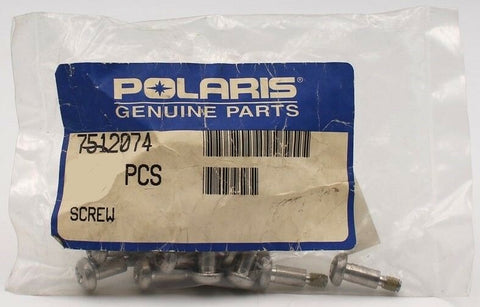 POLARIS®
GENUINE PARTS
7512074
PCS
SCREW